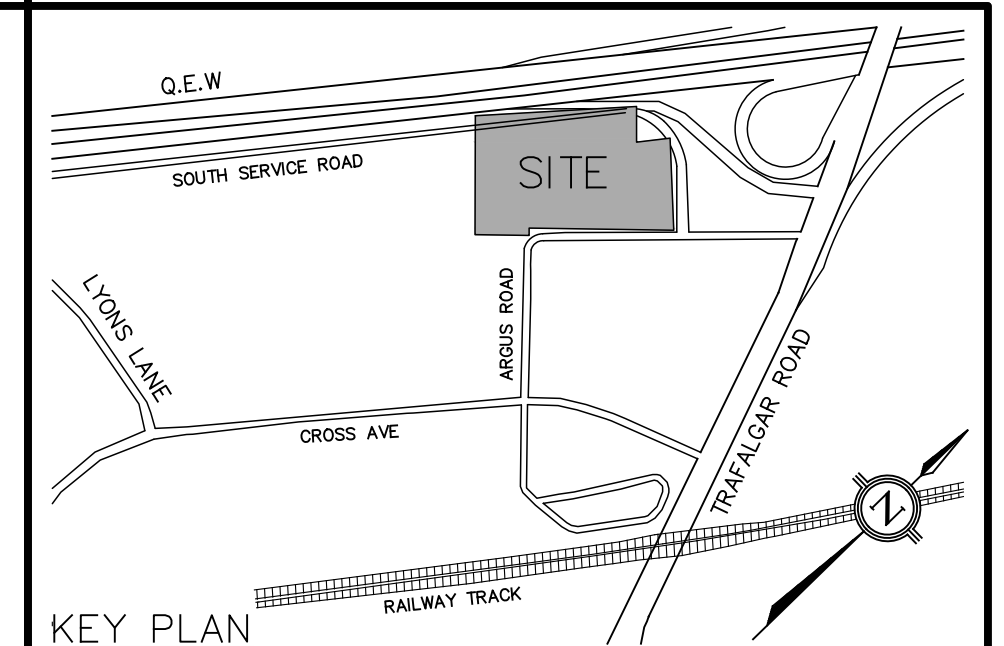 Q.E.W
SOUTH SERVICE ROAD
SITE
LYONS LANE
ARGUS ROAD
CROSS AVE
TRAFALGAR ROAD
N
RAILWAY TRACK
KEY PLAN